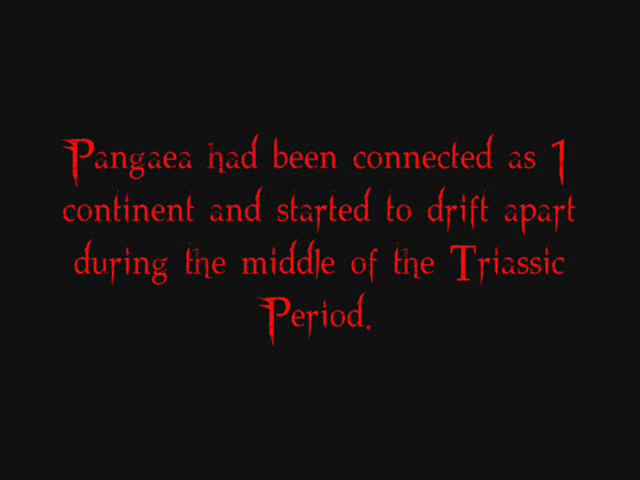 Pangaea had been connected as 1
continent and started to drift apart
during the middle of the Triassic
Period.